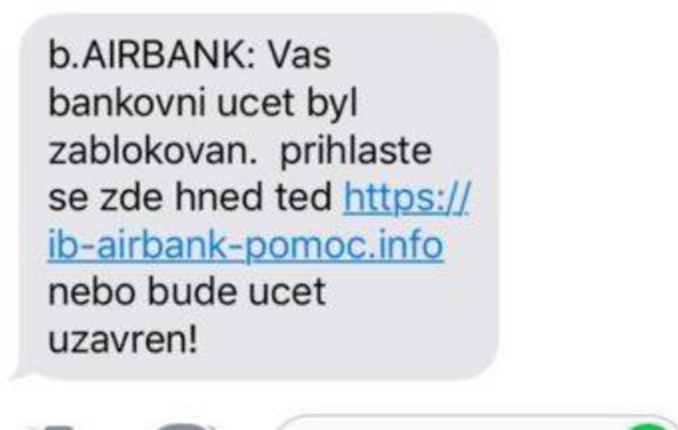 b.AIRBANK: Vas
bankovni ucet byl
zablokovan.  prihlaste
se zde hned ted https://
ib-airbank-pomoc.info
nebo bude ucet
uzavren!